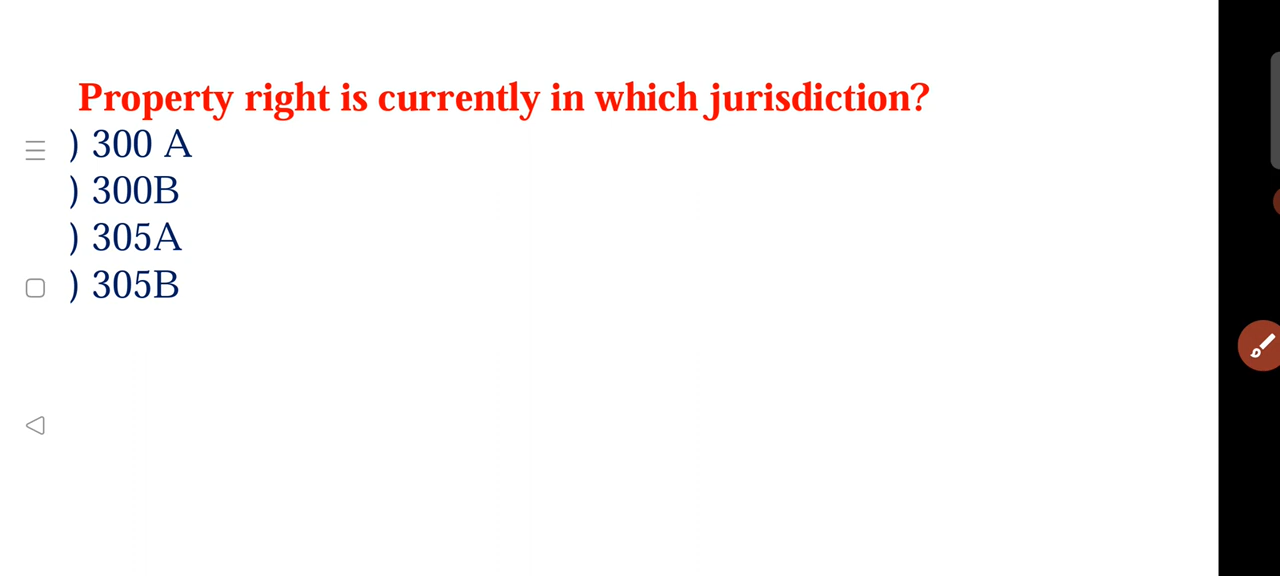 Property right is currently in which jurisdiction?
) 300 A
) 300B
) 305A
) 305B